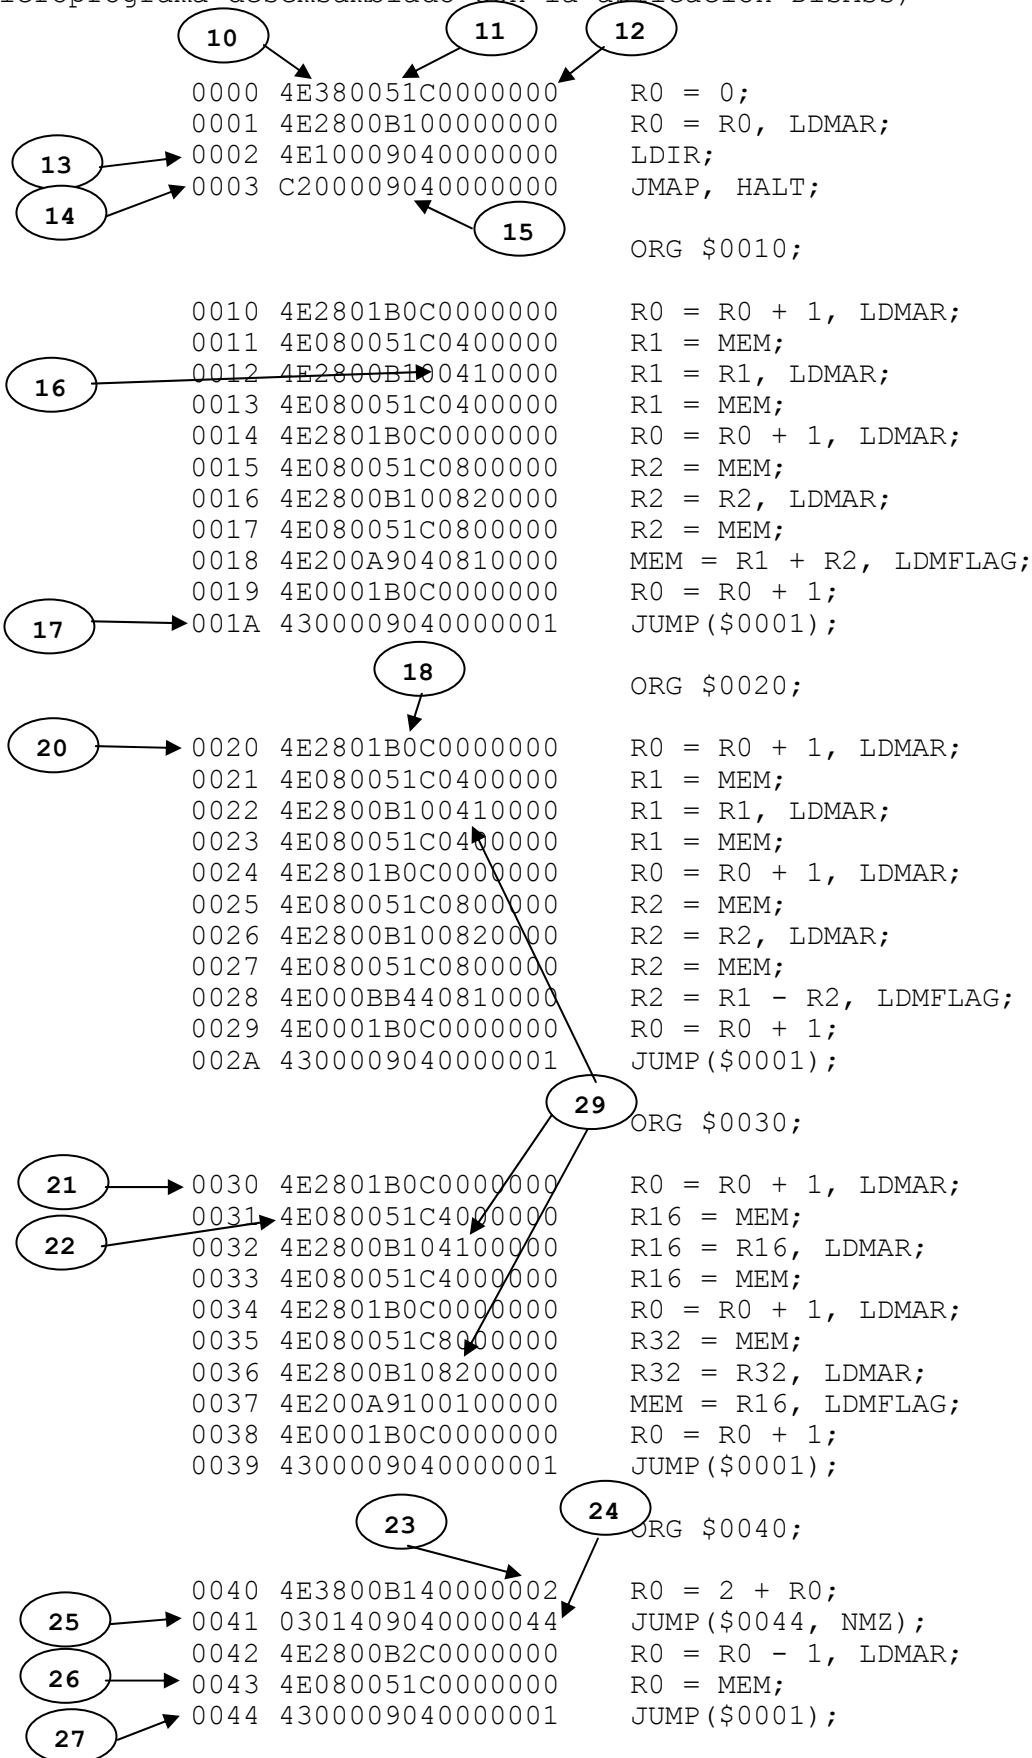 10 11 12
0000 4E380051C0000000 R0 = 0;
0001 4E2800B100000000 R0 = R0, LDMAR;
13 0002 4E10009040000000 LDIR;
14 0003 C200009040000000 JMAP, HALT;
15
ORG $0010;
0010 4E2801B0C0000000 R0 = R0 + 1, LDMAR;
0011 4E080051C0400000 R1 = MEM;
16 0012 4E2800B100410000 R1 = R1, LDMAR;
0013 4E080051C0400000 R1 = MEM;
0014 4E2801B0C0000000 R0 = R0 + 1, LDMAR;
0015 4E080051C0800000 R2 = MEM;
0016 4E2800B100820000 R2 = R2, LDMAR;
0017 4E080051C0800000 R2 = MEM;
0018 4E200A9040810000 MEM = R1 + R2, LDMFLAG;
0019 4E0001B0C0000000 R0 = R0 + 1;
17 001A 4300009040000001 JUMP($0001);
18
ORG $0020;
20 0020 4E2801B0C0000000 R0 = R0 + 1, LDMAR;
0021 4E080051C0400000 R1 = MEM;
0022 4E2800B100410000 R1 = R1, LDMAR;
0023 4E080051C0400000 R1 = MEM;
0024 4E2801B0C0000000 R0 = R0 + 1, LDMAR;
0025 4E080051C0800000 R2 = MEM;
0026 4E2800B100820000 R2 = R2, LDMAR;
0027 4E080051C0800000 R2 = MEM;
0028 4E000BB440810000 R2 = R1 - R2, LDMFLAG;
0029 4E0001B0C0000000 R0 = R0 + 1;
002A 4300009040000001 JUMP($0001);
29
ORG $0030;
21 0030 4E2801B0C0000000 R0 = R0 + 1, LDMAR;
0031 4E080051C4000000 R16 = MEM;
22 0032 4E2800B104100000 R16 = R16, LDMAR;
0033 4E080051C4000000 R16 = MEM;
0034 4E2801B0C0000000 R0 = R0 + 1, LDMAR;
0035 4E080051C8000000 R32 = MEM;
0036 4E2800B108200000 R32 = R32, LDMAR;
0037 4E200A9100100000 MEM = R16, LDMFLAG;
0038 4E0001B0C0000000 R0 = R0 + 1;
0039 4300009040000001 JUMP($0001);
23 24 ORG $0040;
0040 4E3800B140000002 R0 = 2 + R0;
25 0041 0301409040000044 JUMP($0044, NMZ);
0042 4E2800B2C0000000 R0 = R0 - 1, LDMAR;
26 0043 4E080051C0000000 R0 = MEM;
0044 4300009040000001 JUMP($0001);
27